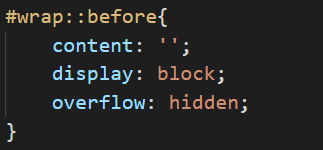 #wrap::before{
    content: '';
    display: block;
    overflow: hidden;
}